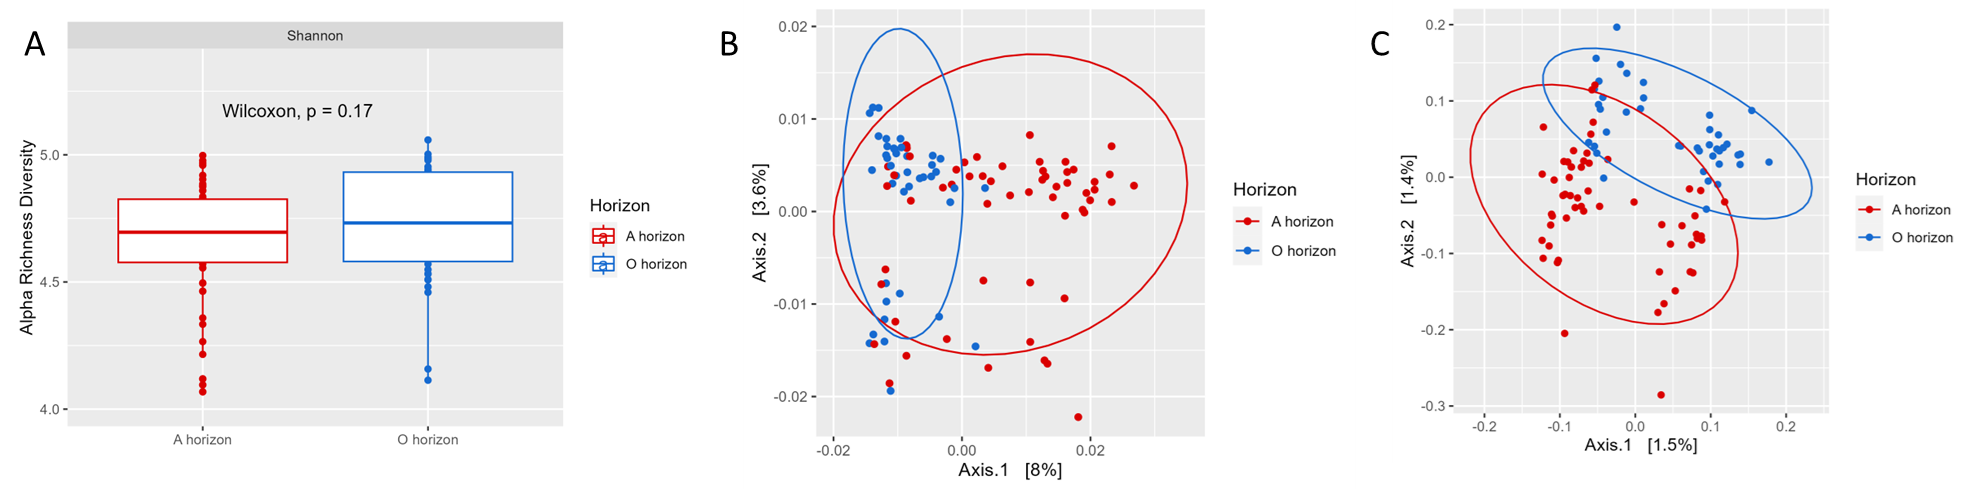 A
Shannon
Wilcoxon, p = 0.17
Alpha Richness Diversity
5.0
4.5
4.0
A horizon
O horizon
Horizon
a A horizon
a O horizon
B
0.02
0.01
0.00
-0.01
-0.02
Axis.2 [3.6%]
-0.02
0.00
0.02
Axis.1 [8%]
Horizon
A horizon
O horizon
C
0.2
0.1
0.0
-0.1
-0.2
-0.3
Axis.2 [1.4%]
-0.2
-0.1
0.0
0.1
0.2
Axis.1 [1.5%]
Horizon
A horizon
O horizon